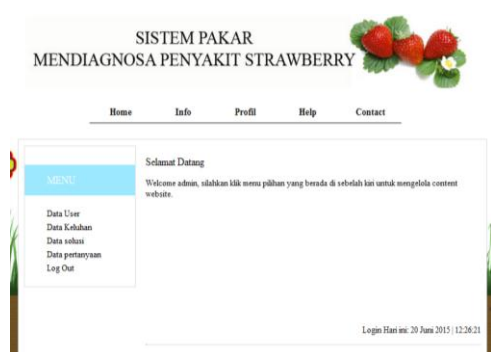 SISTEM PAKAR
MENDIAGNOSA PENYAKIT STRAWBERRY
Home Info Profil Help Contact
MENU
Data User
Data Keluhan
Data solusi
Data pertanyaan
Log Out
Selamat Datang
Welcome admin, silahkan klik menu pilihan yang berada di sebelah kiri untuk mengelola content
website.
Login Hari ini: 20 Juni 2015 | 12:26:21